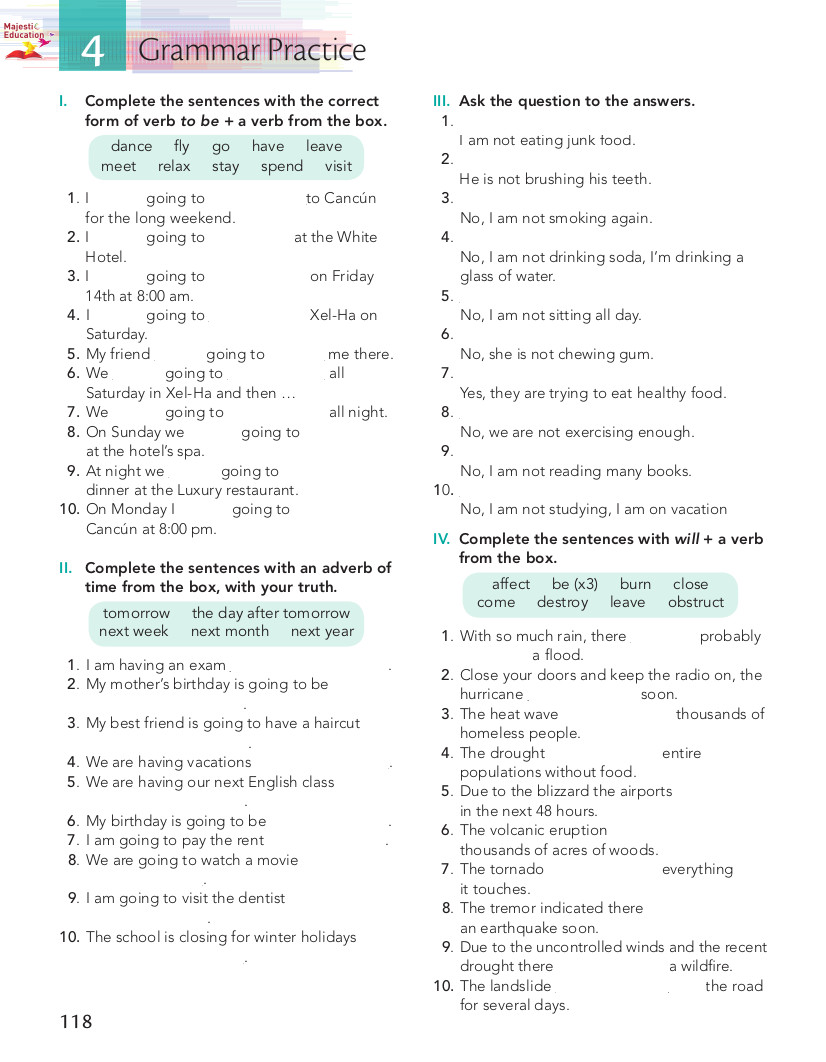 Majestic
Education
4 Grammar Practice
I. Complete the sentences with the correct
form of verb to be + a verb from the box.
dance fly go have leave
meet relax stay spend visit
1. I going to to Cancún
for the long weekend.
2. I going to at the White
Hotel.
3. I going to on Friday
14th at 8:00 am.
4. I going to Xel-Ha on
Saturday.
5. My friend going to me there.
6. We going to all
Saturday in Xel-Ha and then …
7. We going to all night.
8. On Sunday we going to
at the hotel's spa.
9. At night we going to
dinner at the Luxury restaurant.
10. On Monday I going to
Cancún at 8:00 pm.
II. Complete the sentences with an adverb of
time from the box, with your truth.
tomorrow the day after tomorrow
next week next month next year
1. I am having an exam .
2. My mother's birthday is going to be
.
3. My best friend is going to have a haircut
.
4. We are having vacations .
5. We are having our next English class
.
6. My birthday is going to be .
7. I am going to pay the rent .
8. We are going to watch a movie
.
9. I am going to visit the dentist
.
10. The school is closing for winter holidays
.
118
III. Ask the question to the answers.
1.
I am not eating junk food.
2.
He is not brushing his teeth.
3.
No, I am not smoking again.
4.
No, I am not drinking soda, I'm drinking a
glass of water.
5.
No, I am not sitting all day.
6.
No, she is not chewing gum.
7.
Yes, they are trying to eat healthy food.
8.
No, we are not exercising enough.
9.
No, I am not reading many books.
10.
No, I am not studying, I am on vacation
IV. Complete the sentences with will + a verb
from the box.
affect be (x3) burn close
come destroy leave obstruct
1. With so much rain, there probably
a flood.
2. Close your doors and keep the radio on, the
hurricane soon.
3. The heat wave thousands of
homeless people.
4. The drought entire
populations without food.
5. Due to the blizzard the airports
in the next 48 hours.
6. The volcanic eruption
thousands of acres of woods.
7. The tornado everything
it touches.
8. The tremor indicated there
an earthquake soon.
9. Due to the uncontrolled winds and the recent
drought there a wildfire.
10. The landslide the road
for several days.